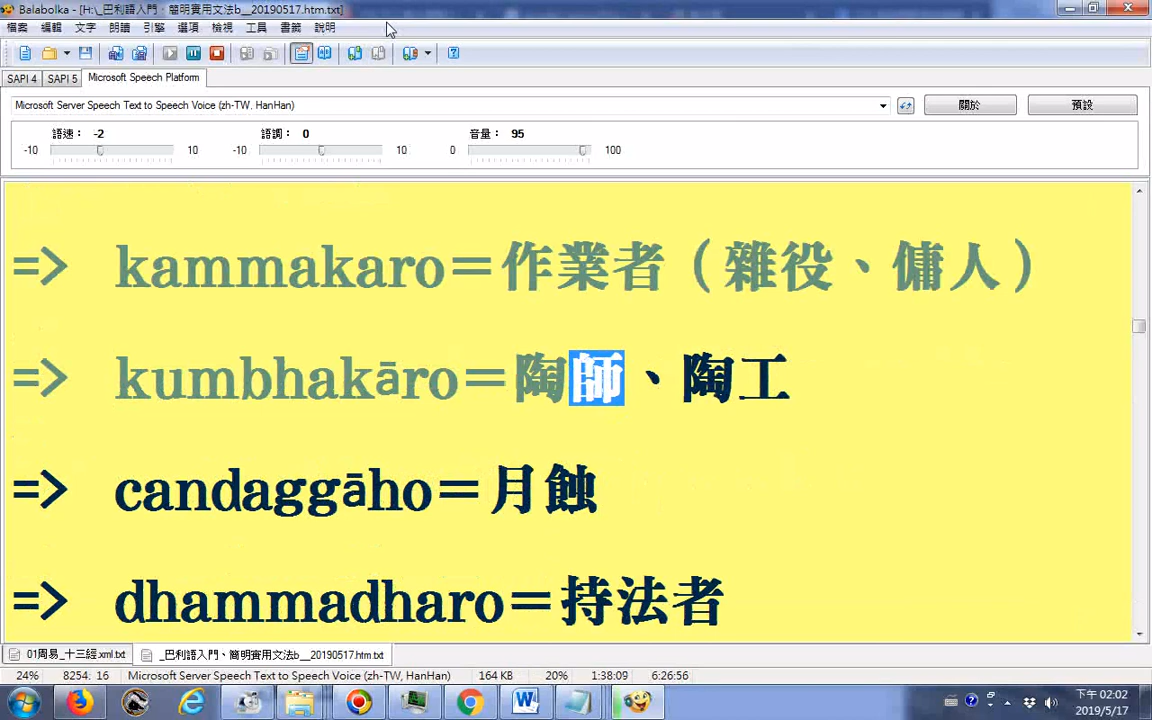 Balabolka - [H:\_巴利語入門、簡明實用文法b__20190517.htm.txt]
檔案 編輯 文字 朗讀 引擎 選項 檢視 工具 書籤 說明
SAPI 4 SAPI 5 Microsoft Speech Platform
Microsoft Server Speech Text to Speech Voice (zh-TW, HanHan) 關於 預設
語速： -2 語調： 0 音量： 95
-10 10 -10 10 0 100
=> kammakaro＝作業者（雜役、傭人）
=> kumbhakāro＝陶師、陶工
=> candaggāho＝月蝕
=> dhammadharo＝持法者
01周易_十三經.xml.txt _巴利語入門、簡明實用文法b__20190517.htm.txt
24% 8254: 16 Microsoft Server Speech Text to Speech Voice (zh-TW, HanHan) 164 KB 20% 1:38:09 6:26:56
下午 02:02
2019/5/17